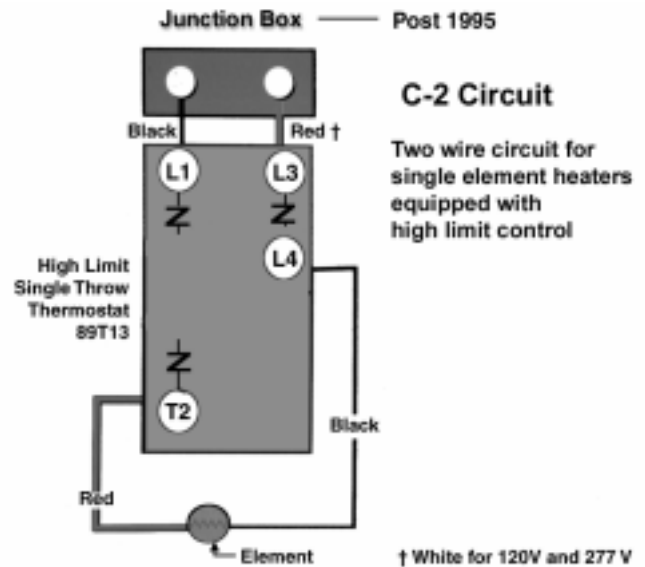 Junction Box
Post 1995
C-2 Circuit
Black
Red †
Two wire circuit for
single element heaters
equipped with
high limit control
L1
L3
L4
High Limit
Single Throw
Thermostat
89T13
T2
Black
Red
Element
† White for 120V and 277 V